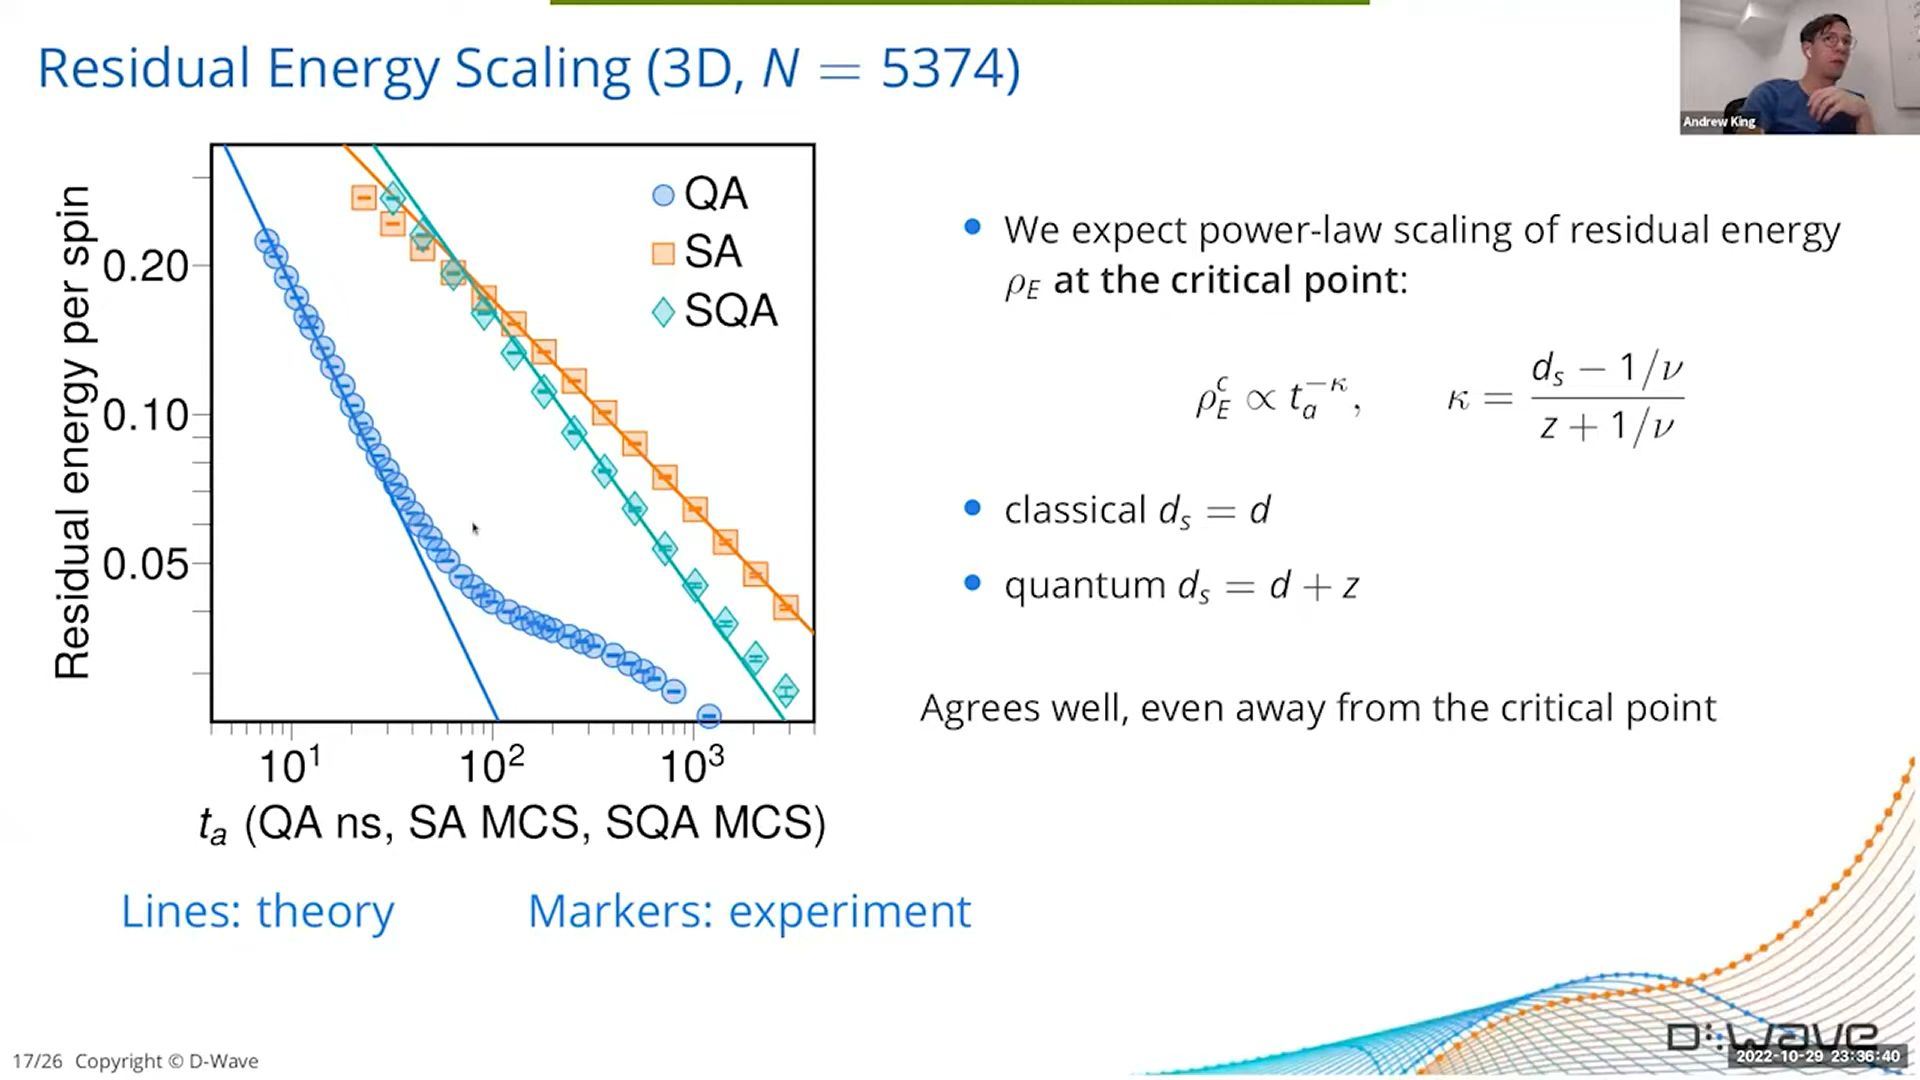 Residual Energy Scaling (3D, N = 5374)
Andrew King
Residual energy per spin
0.20
0.10
0.05
QA
SA
SQA
10¹ 10² 10³
tₐ (QA ns, SA MCS, SQA MCS)
Lines: theory Markers: experiment
• We expect power-law scaling of residual energy
ρ_E at the critical point:
ρ_E^c ∝ t_a^{−κ}, κ = (d_s − 1/ν) / (z + 1/ν)
• classical d_s = d
• quantum d_s = d + z
Agrees well, even away from the critical point
17/26 Copyright © D-Wave
D:Wave
2022-10-29 23:36:40